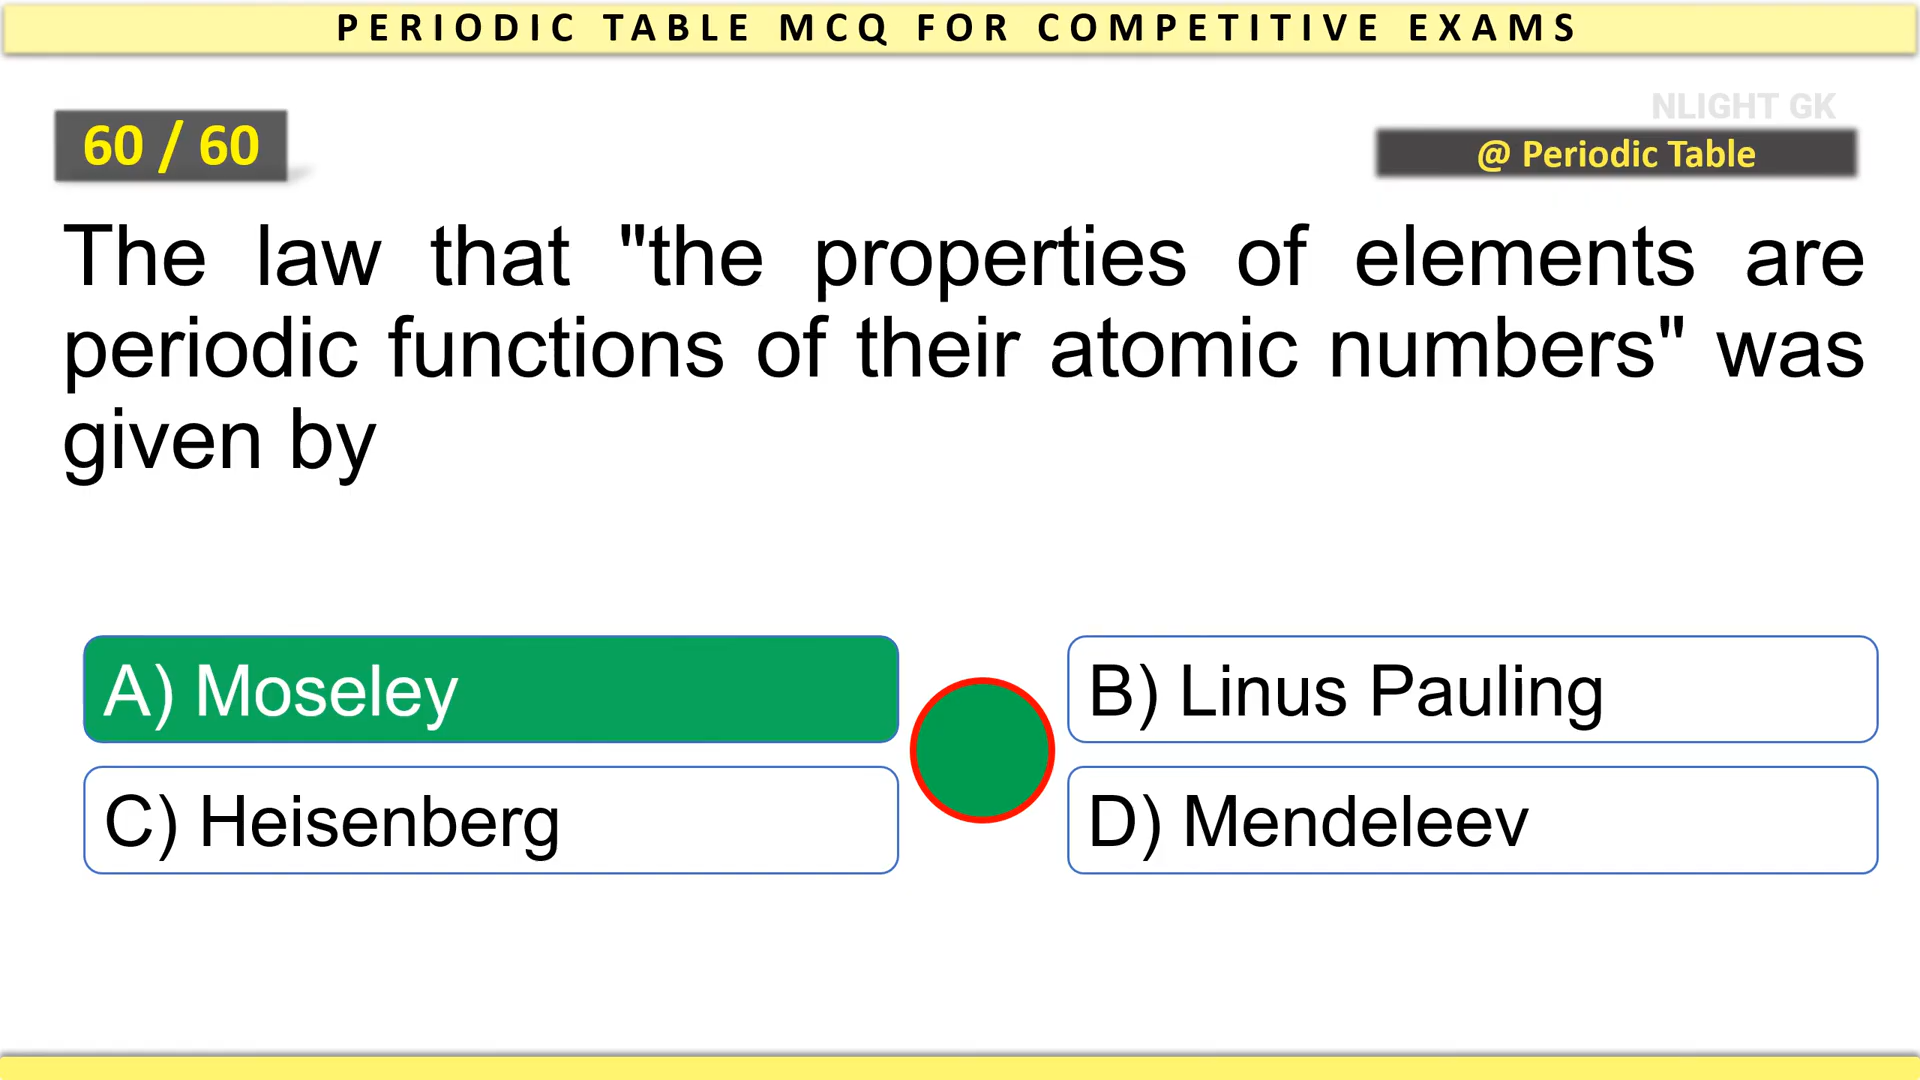 PERIODIC TABLE MCQ FOR COMPETITIVE EXAMS
NLIGHT GK
60 / 60
@ Periodic Table
The law that "the properties of elements are
periodic functions of their atomic numbers" was
given by
A) Moseley
B) Linus Pauling
C) Heisenberg
D) Mendeleev